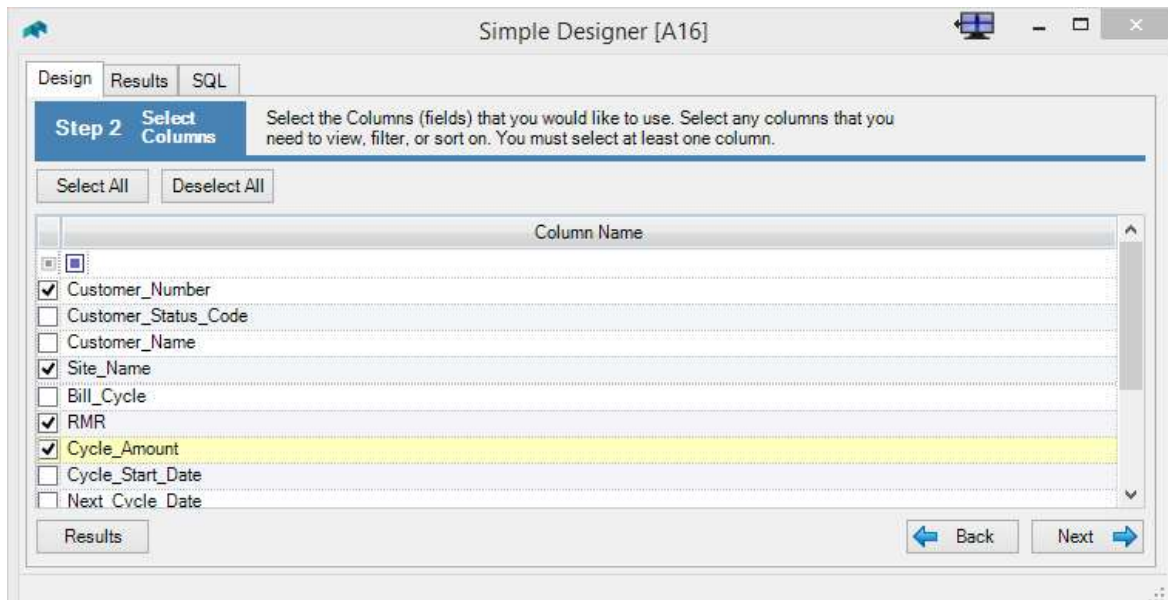 Simple Designer [A16]
Design Results SQL
Step 2 Select Columns
Select the Columns (fields) that you would like to use. Select any columns that you
need to view, filter, or sort on. You must select at least one column.
Select All Deselect All
Column Name
Customer_Number
Customer_Status_Code
Customer_Name
Site_Name
Bill_Cycle
RMR
Cycle_Amount
Cycle_Start_Date
Next_Cycle_Date
Results Back Next